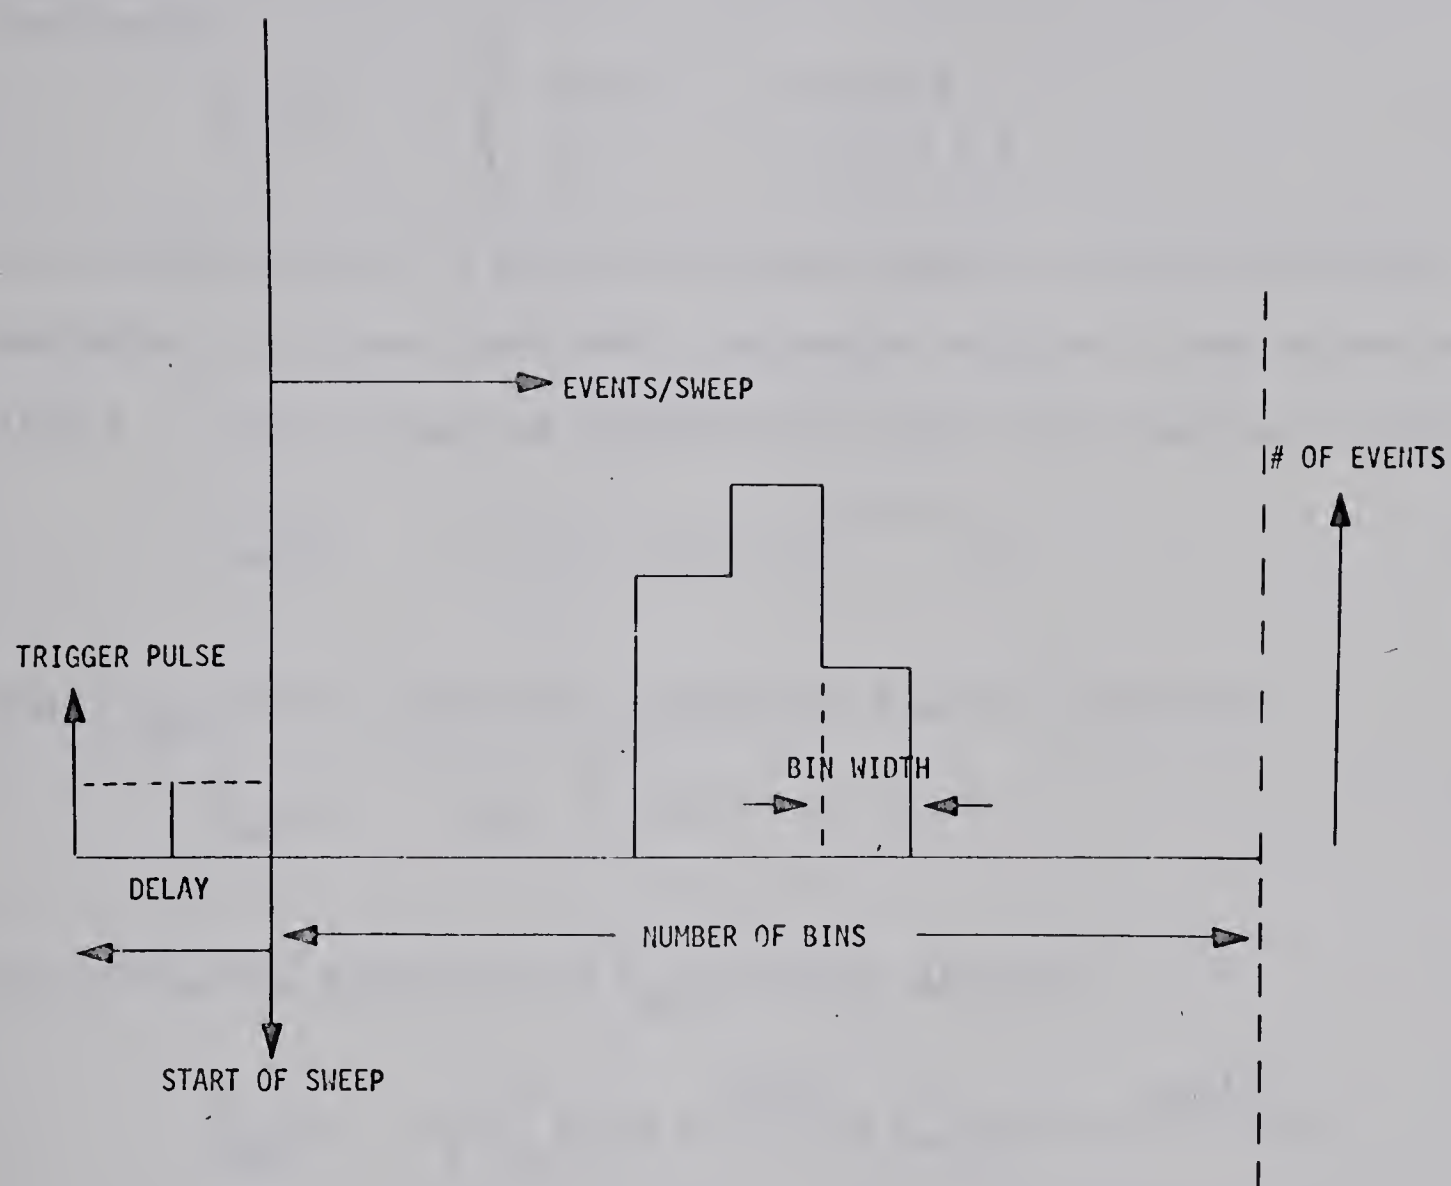 EVENTS/SWEEP
# OF EVENTS
TRIGGER PULSE
BIN WIDTH
DELAY
NUMBER OF BINS
START OF SWEEP